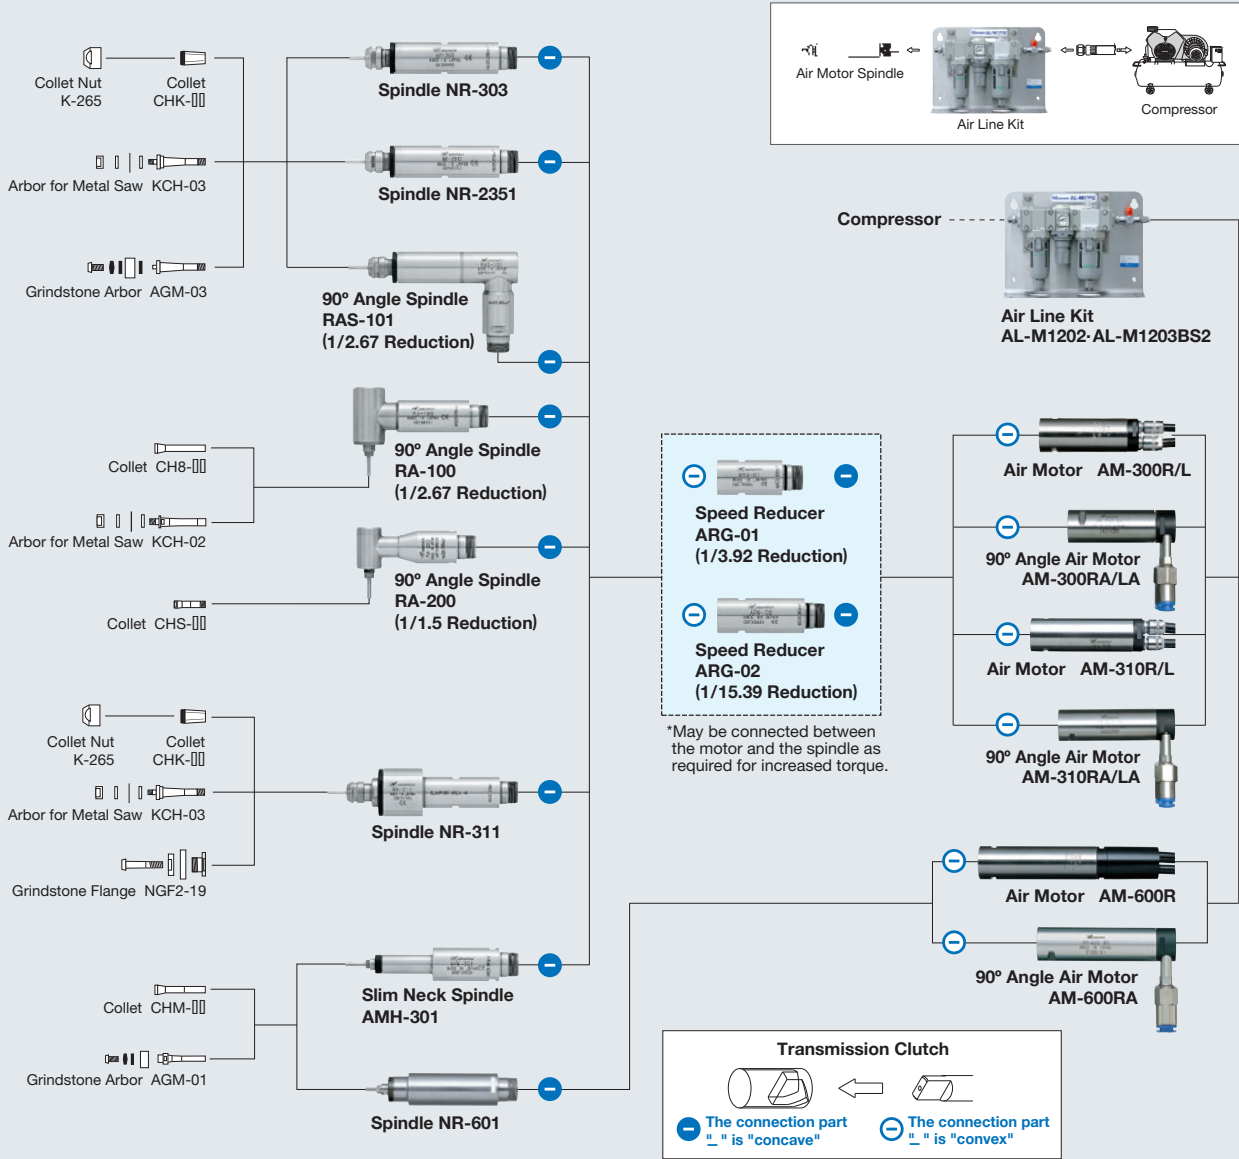 Air Motor Spindle
Air Line Kit
Compressor
Collet Nut
K-265
Collet
CHK-▯▯
Spindle NR-303
Arbor for Metal Saw KCH-03
Spindle NR-2351
Grindstone Arbor AGM-03
90º Angle Spindle
RAS-101
(1/2.67 Reduction)
Compressor
Air Line Kit
AL-M1202·AL-M1203BS2
Collet CH8-▯▯
90º Angle Spindle
RA-100
(1/2.67 Reduction)
Arbor for Metal Saw KCH-02
90º Angle Spindle
RA-200
(1/1.5 Reduction)
Collet CHS-▯▯
Speed Reducer
ARG-01
(1/3.92 Reduction)
Speed Reducer
ARG-02
(1/15.39 Reduction)
*May be connected between
the motor and the spindle as
required for increased torque.
Air Motor AM-300R/L
90º Angle Air Motor
AM-300RA/LA
Air Motor AM-310R/L
90º Angle Air Motor
AM-310RA/LA
Collet Nut
K-265
Collet
CHK-▯▯
Arbor for Metal Saw KCH-03
Spindle NR-311
Grindstone Flange NGF2-19
Air Motor AM-600R
90º Angle Air Motor
AM-600RA
Slim Neck Spindle
AMH-301
Collet CHM-▯▯
Grindstone Arbor AGM-01
Spindle NR-601
Transmission Clutch
The connection part
"_" is "concave"
The connection part
"_" is "convex"